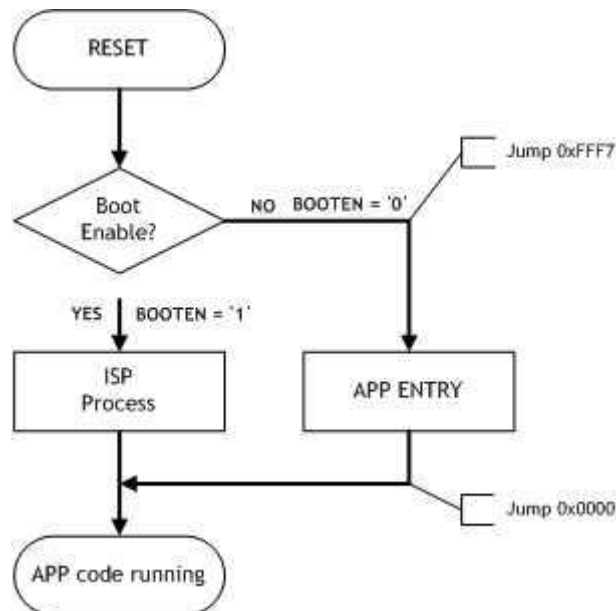 RESET
Jump 0xFFF7
Boot
Enable?
NO BOOTEN = '0'
YES BOOTEN = '1'
ISP
Process
APP ENTRY
Jump 0x0000
APP code running